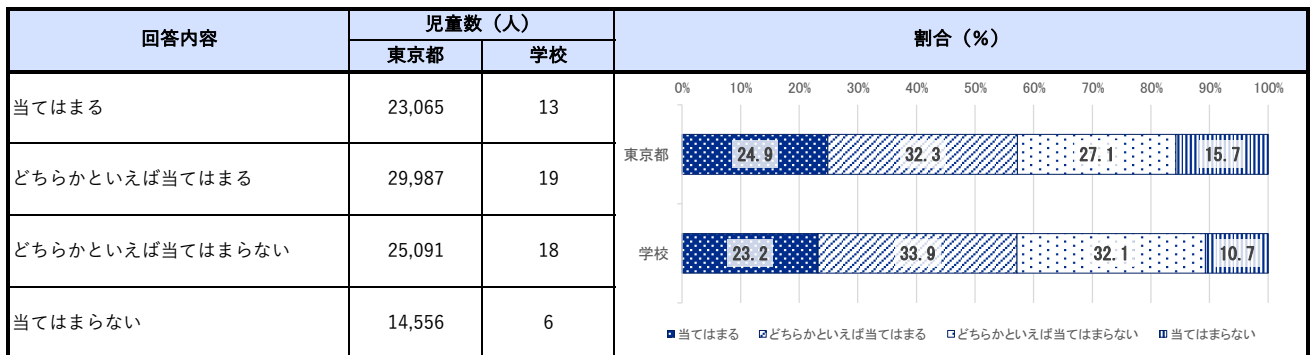 回答内容 児童数（人） 割合（％）
東京都 学校
当てはまる 23,065 13
どちらかといえば当てはまる 29,987 19
どちらかといえば当てはまらない 25,091 18
当てはまらない 14,556 6
0% 10% 20% 30% 40% 50% 60% 70% 80% 90% 100%
東京都 24.9 32.3 27.1 15.7
学校 23.2 33.9 32.1 10.7
当てはまる どちらかといえば当てはまる どちらかといえば当てはまらない 当てはまらない